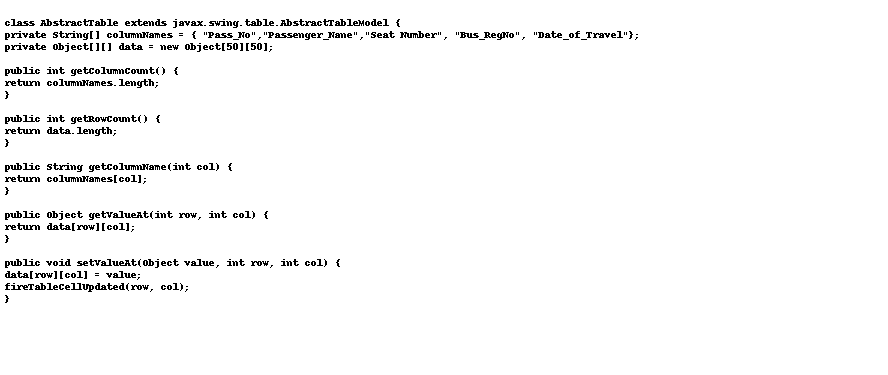 class AbstractTable extends javax.swing.table.AbstractTableModel {
private String[] columnNames = { "Pass_No","Passenger_Name","Seat Number", "Bus_RegNo", "Date_of_Travel"};
private Object[][] data = new Object[50][50];
public int getColumnCount() {
return columnNames.length;
}
public int getRowCount() {
return data.length;
}
public String getColumnName(int col) {
return columnNames[col];
}
public Object getValueAt(int row, int col) {
return data[row][col];
}
public void setValueAt(Object value, int row, int col) {
data[row][col] = value;
fireTableCellUpdated(row, col);
}